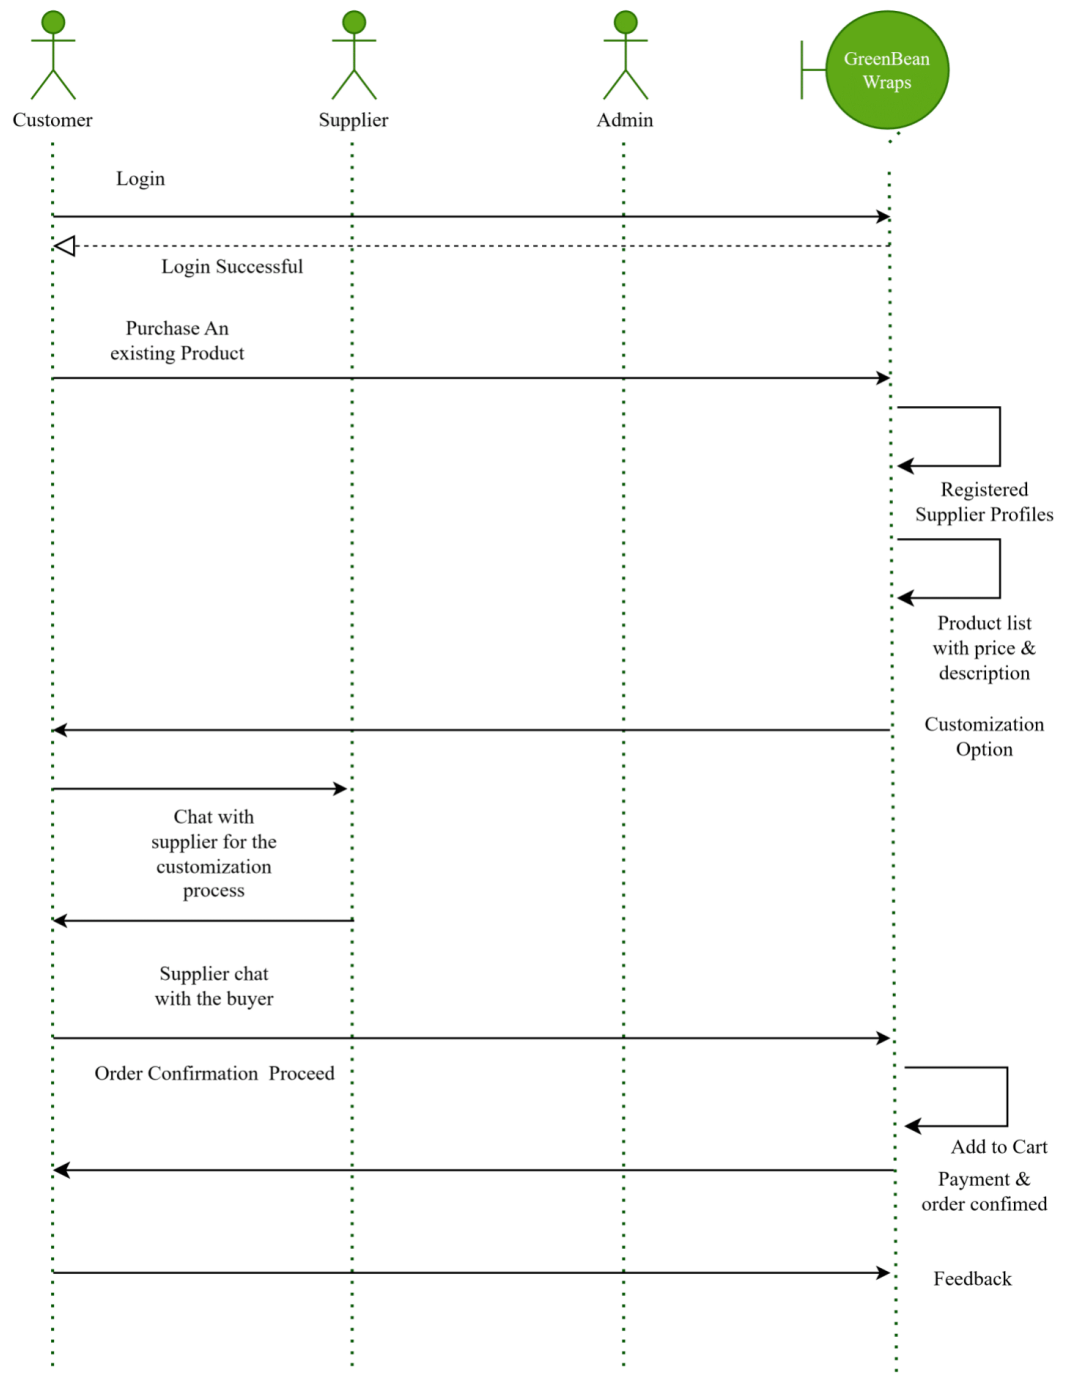 GreenBean
Wraps
Customer
Supplier
Admin
Login
Login Successful
Purchase An
existing Product
Registered
Supplier Profiles
Product list
with price &
description
Customization
Option
Chat with
supplier for the
customization
process
Supplier chat
with the buyer
Order Confirmation  Proceed
Add to Cart
Payment &
order confimed
Feedback